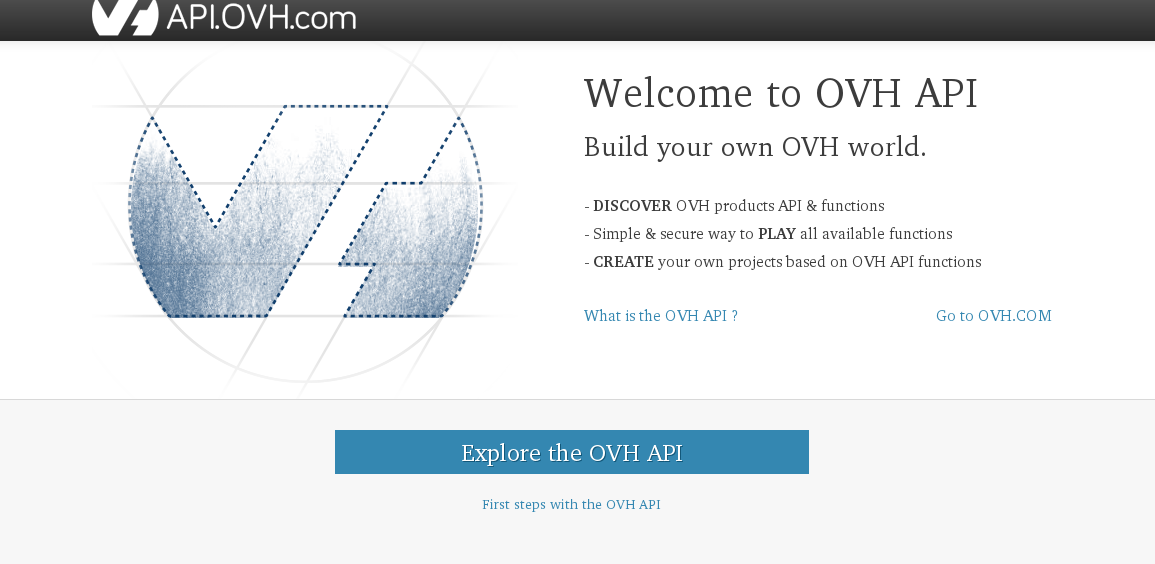 API.OVH.com
Welcome to OVH API
Build your own OVH world.
- DISCOVER OVH products API & functions
- Simple & secure way to PLAY all available functions
- CREATE your own projects based on OVH API functions
What is the OVH API ?
Go to OVH.COM
Explore the OVH API
First steps with the OVH API